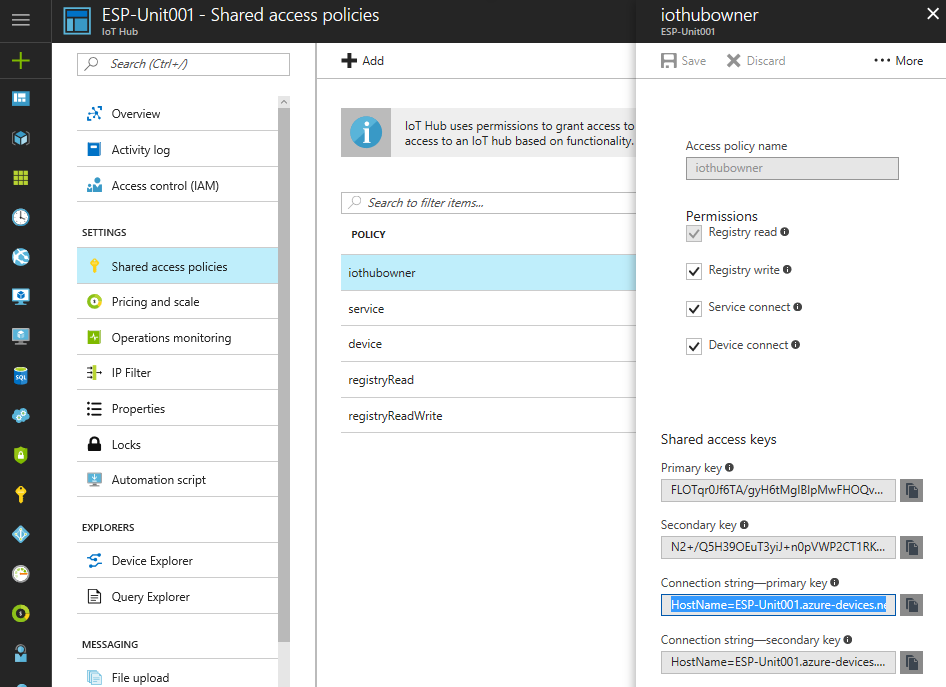 ESP-Unit001 - Shared access policies
IoT Hub
Search (Ctrl+/)
Overview
Activity log
Access control (IAM)
SETTINGS
Shared access policies
Pricing and scale
Operations monitoring
IP Filter
Properties
Locks
Automation script
EXPLORERS
Device Explorer
Query Explorer
MESSAGING
File upload
Add
IoT Hub uses permissions to grant access to
access to an IoT hub based on functionality.
Search to filter items...
POLICY
iothubowner
service
device
registryRead
registryReadWrite
iothubowner
ESP-Unit001
Save
Discard
More
Access policy name
iothubowner
Permissions
Registry read
Registry write
Service connect
Device connect
Shared access keys
Primary key
FLOTqr0Jf6TA/gyH6tMgIBlpMwFHOQv...
Secondary key
N2+/Q5H39OEuT3yiJ+n0pVWP2CT1RK...
Connection string—primary key
HostName=ESP-Unit001.azure-devices.ne
Connection string—secondary key
HostName=ESP-Unit001.azure-devices....
SQL